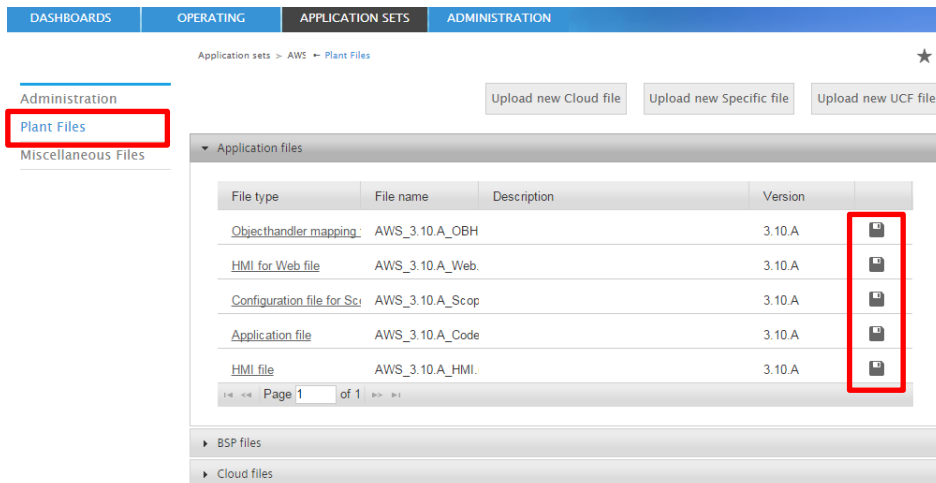 DASHBOARDS OPERATING APPLICATION SETS ADMINISTRATION
Application sets > AWS ← Plant Files
Upload new Cloud file Upload new Specific file Upload new UCF file
Administration
Plant Files
Miscellaneous Files
Application files
File type File name Description Version
Objecthandler mapping AWS_3.10.A_OBH 3.10.A
HMI for Web file AWS_3.10.A_Web. 3.10.A
Configuration file for Sc AWS_3.10.A_Scop 3.10.A
Application file AWS_3.10.A_Code 3.10.A
HMI file AWS_3.10.A_HMI. 3.10.A
Page 1 of 1
BSP files
Cloud files